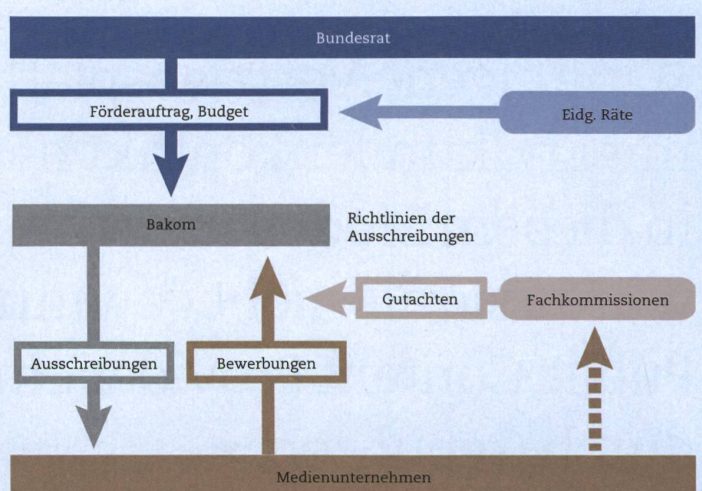 Bundesrat
Förderauftrag, Budget
Eidg. Räte
Bakom
Richtlinien der
Ausschreibungen
Gutachten
Fachkommissionen
Ausschreibungen
Bewerbungen
Medienunternehmen